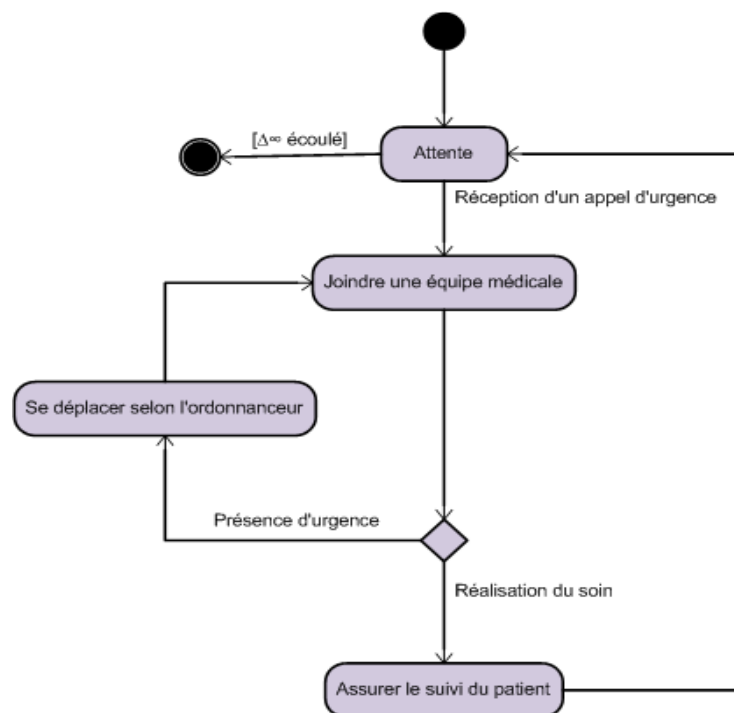 [Δ∞ écoulé]
Attente
Réception d'un appel d'urgence
Joindre une équipe médicale
Se déplacer selon l'ordonnanceur
Présence d'urgence
Réalisation du soin
Assurer le suivi du patient